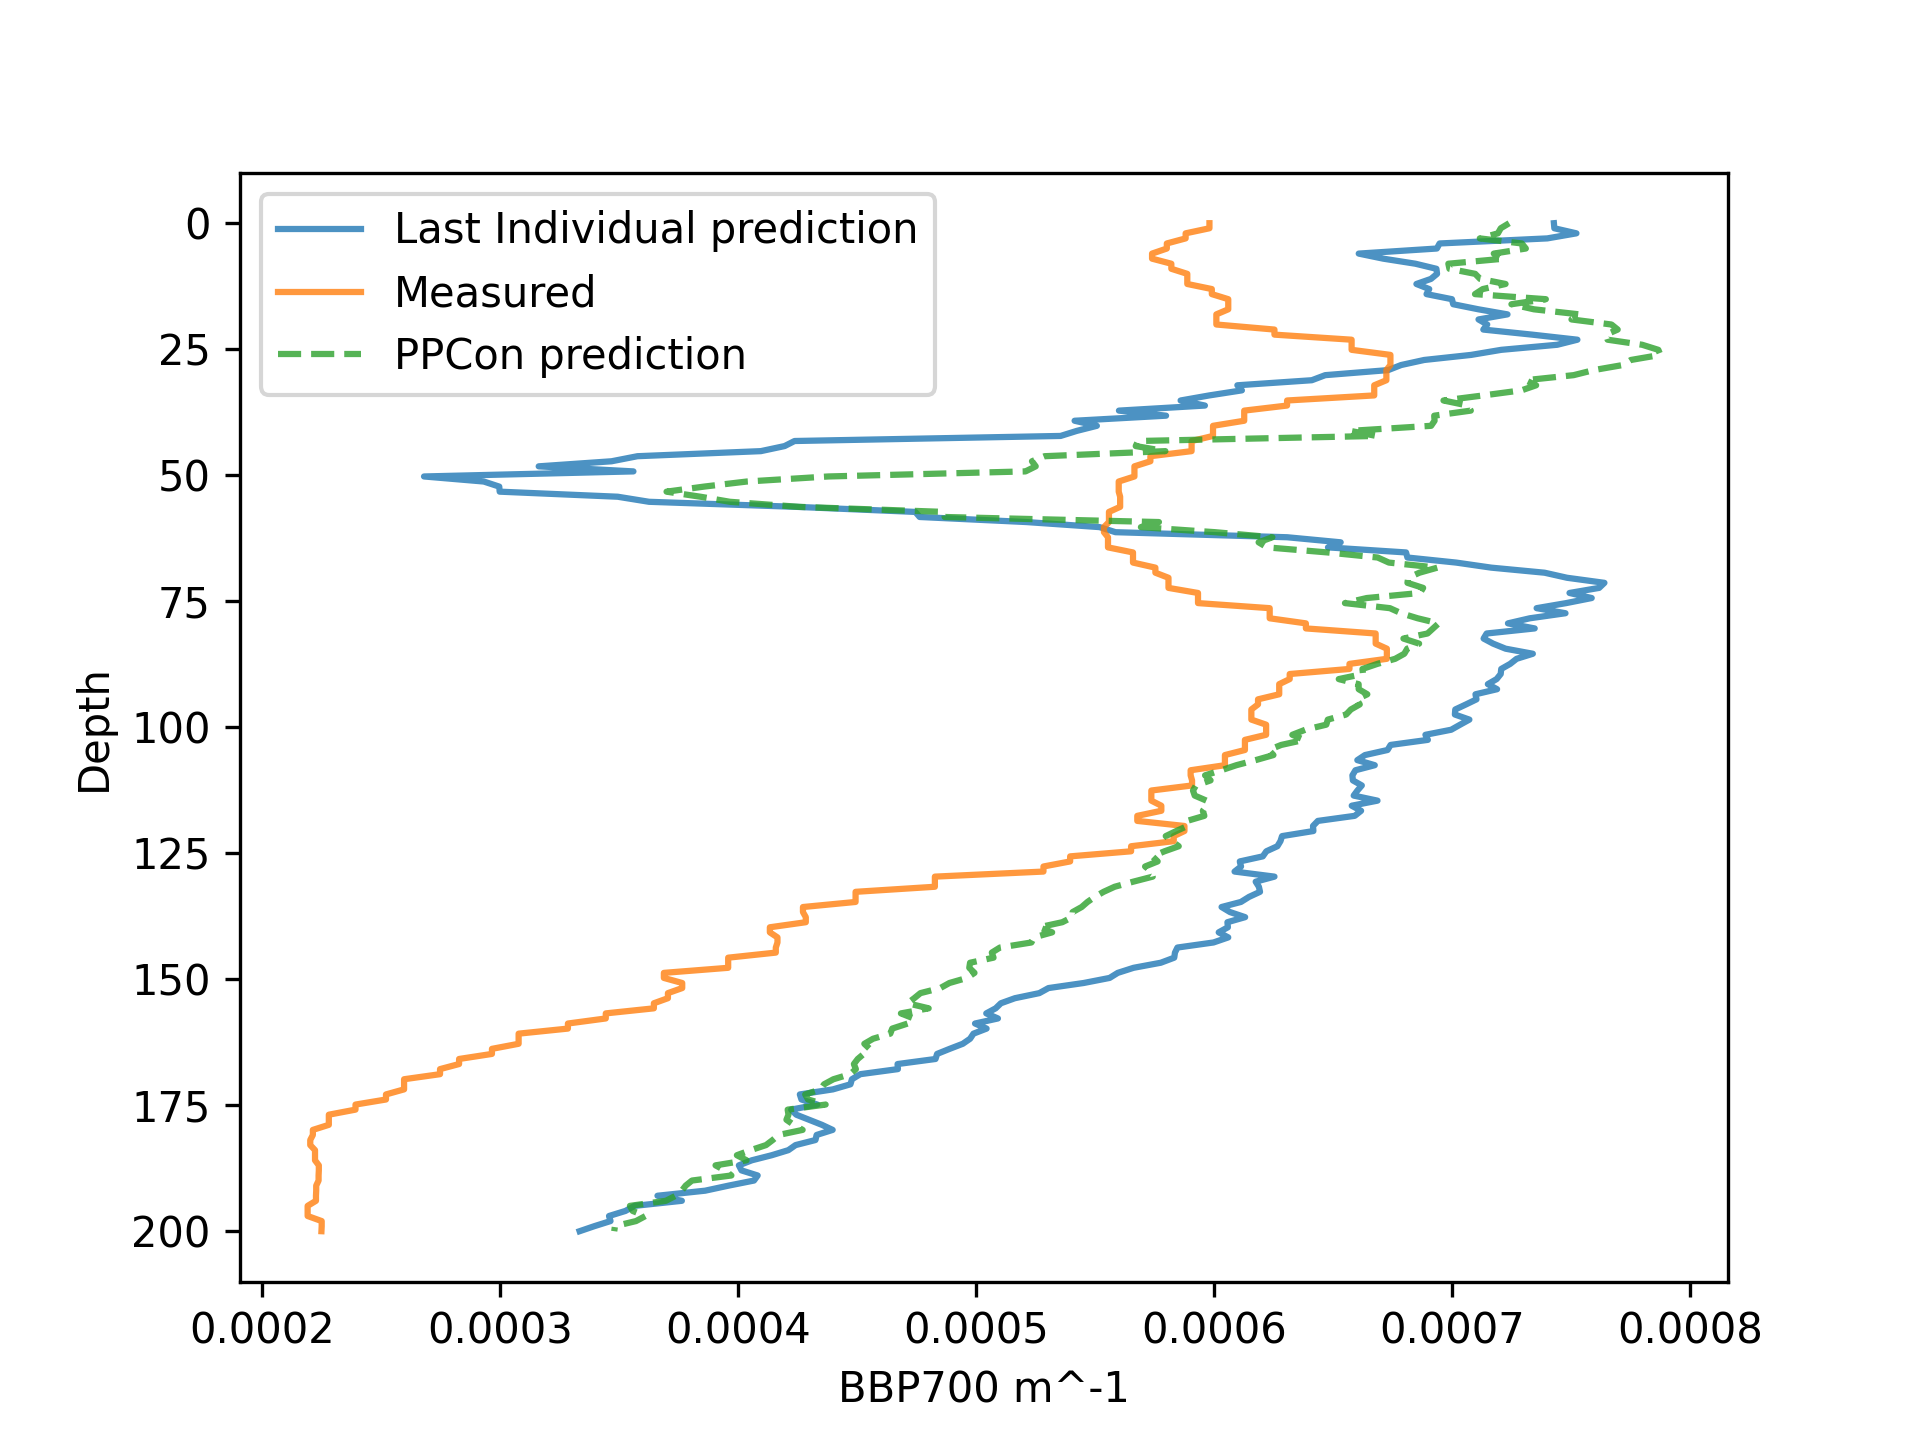 Last Individual prediction
Measured
PPCon prediction
0
25
50
75
100
125
150
175
200
Depth
0.0002 0.0003 0.0004 0.0005 0.0006 0.0007 0.0008
BBP700 m^-1